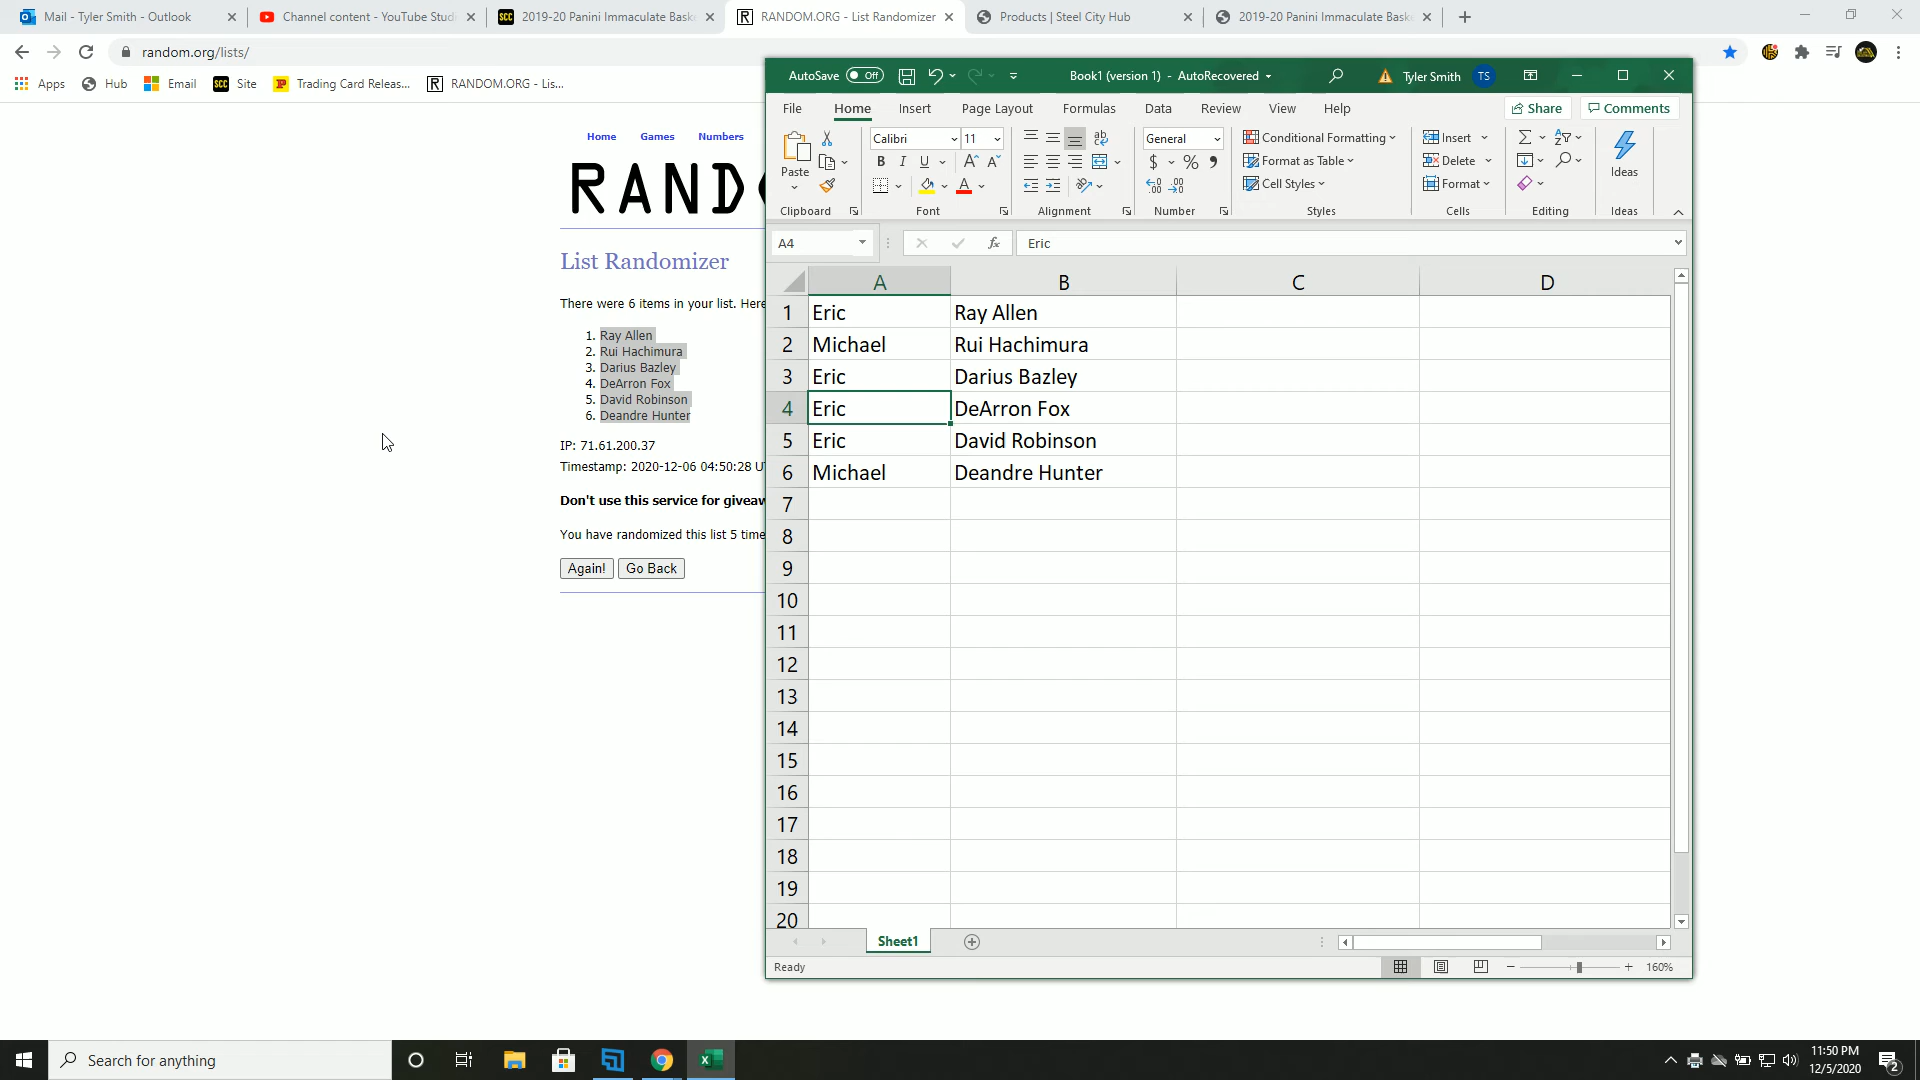 Mail - Tyler Smith - Outlook
Channel content - YouTube Stud
2019-20 Panini Immaculate Bask
RANDOM.ORG - List Randomizer
Products | Steel City Hub
2019-20 Panini Immaculate Bask
random.org/lists/
Apps
Hub
Email
Site
Trading Card Releas...
RANDOM.ORG - Lis...
Home
Games
Numbers
RANDO
List Randomizer
There were 6 items in your list. Here
1. Ray Allen
2. Rui Hachimura
3. Darius Bazley
4. DeArron Fox
5. David Robinson
6. Deandre Hunter
IP: 71.61.200.37
Timestamp: 2020-12-06 04:50:28 U
Don't use this service for giveaw
You have randomized this list 5 time
Again!
Go Back
AutoSave Off
Book1 (version 1) - AutoRecovered
Tyler Smith TS
File Home Insert Page Layout Formulas Data Review View Help
Share
Comments
Paste
Calibri 11
B I U
ab
General
$ % 9
Conditional Formatting
Format as Table
Cell Styles
Insert
Delete
Format
Ideas
Clipboard Font Alignment Number Styles Cells Editing Ideas
A4
fx
Eric
A B C D
1 Eric Ray Allen
2 Michael Rui Hachimura
3 Eric Darius Bazley
4 Eric DeArron Fox
5 Eric David Robinson
6 Michael Deandre Hunter
7
8
9
10
11
12
13
14
15
16
17
18
19
20
Sheet1
Ready
160%
Search for anything
11:50 PM
12/5/2020
2